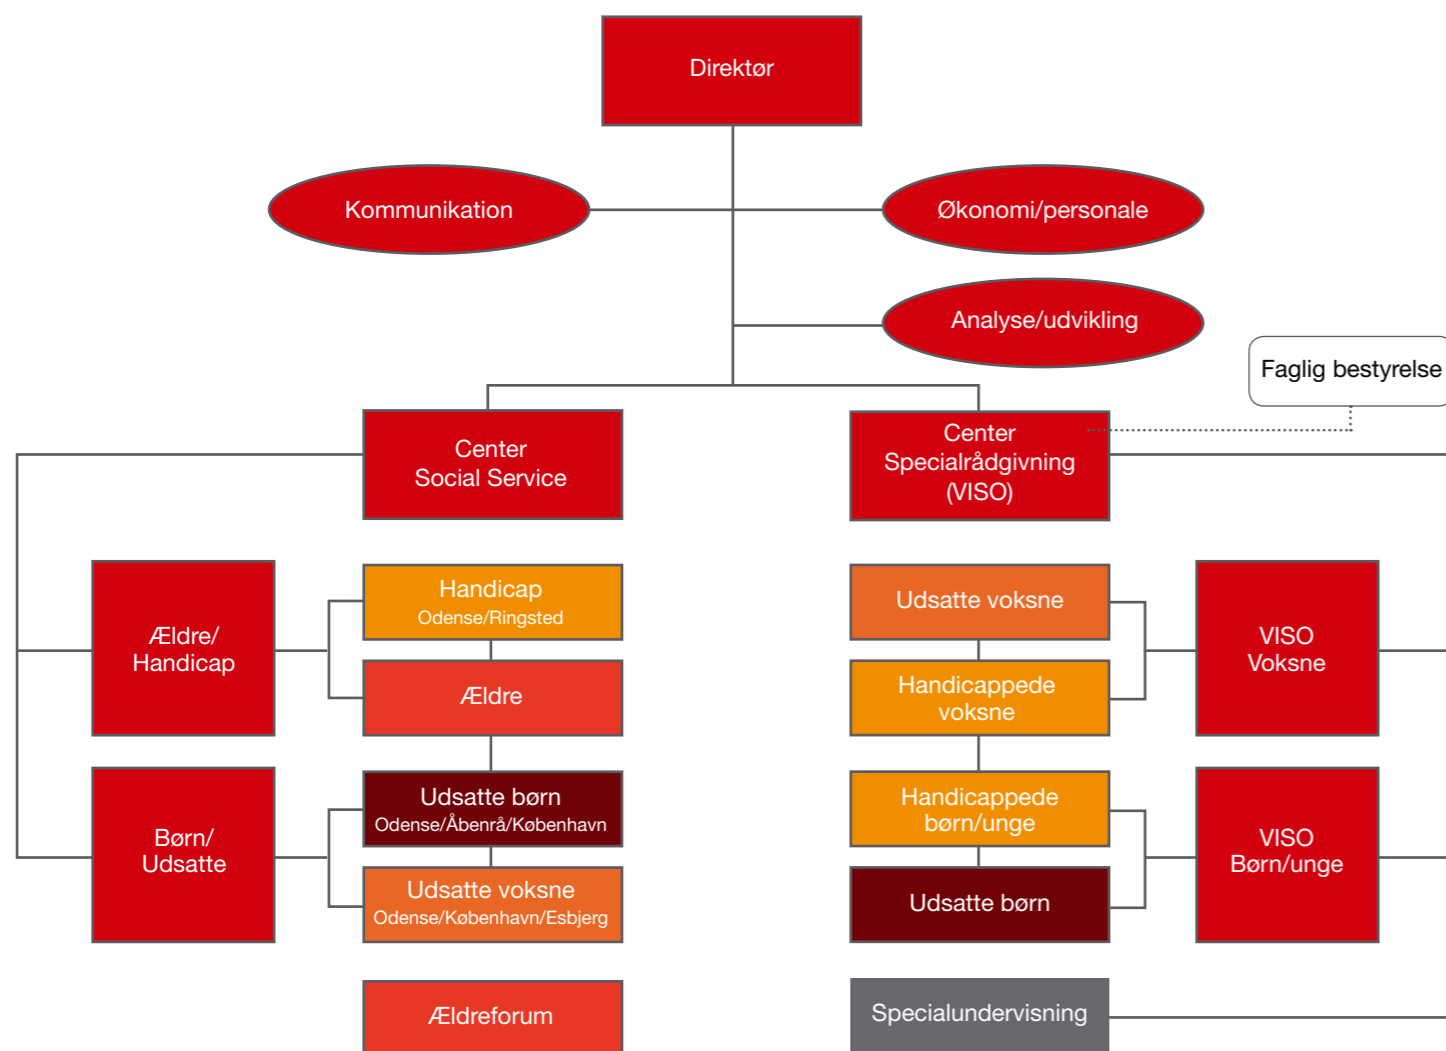 Direktør
Kommunikation
Økonomi/personale
Analyse/udvikling
Faglig bestyrelse
Center
Social Service
Center
Specialrådgivning
(VISO)
Ældre/
Handicap
Handicap
Odense/Ringsted
Ældre
Udsatte voksne
Handicappede
voksne
VISO
Voksne
Børn/
Udsatte
Udsatte børn
Odense/Åbenrå/København
Udsatte voksne
Odense/København/Esbjerg
Handicappede
børn/unge
Udsatte børn
VISO
Børn/unge
Ældreforum
Specialundervisning